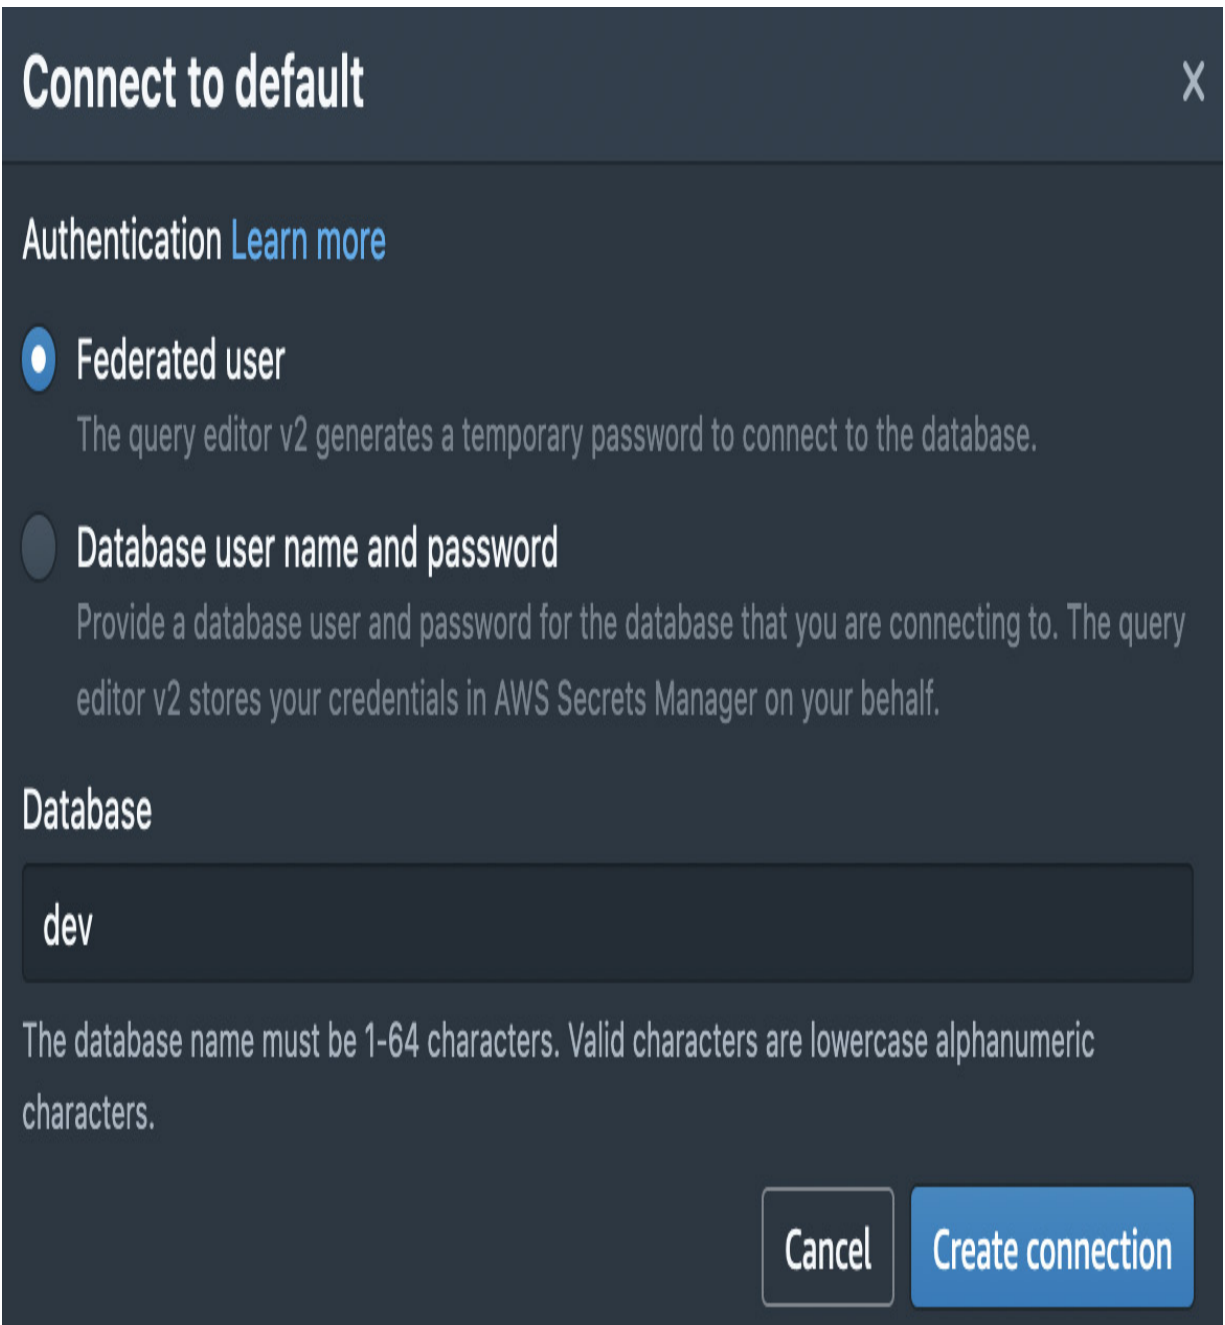 Connect to default
X
Authentication Learn more
Federated user
The query editor v2 generates a temporary password to connect to the database.
Database user name and password
Provide a database user and password for the database that you are connecting to. The query
editor v2 stores your credentials in AWS Secrets Manager on your behalf.
Database
dev
The database name must be 1-64 characters. Valid characters are lowercase alphanumeric
characters.
Cancel
Create connection